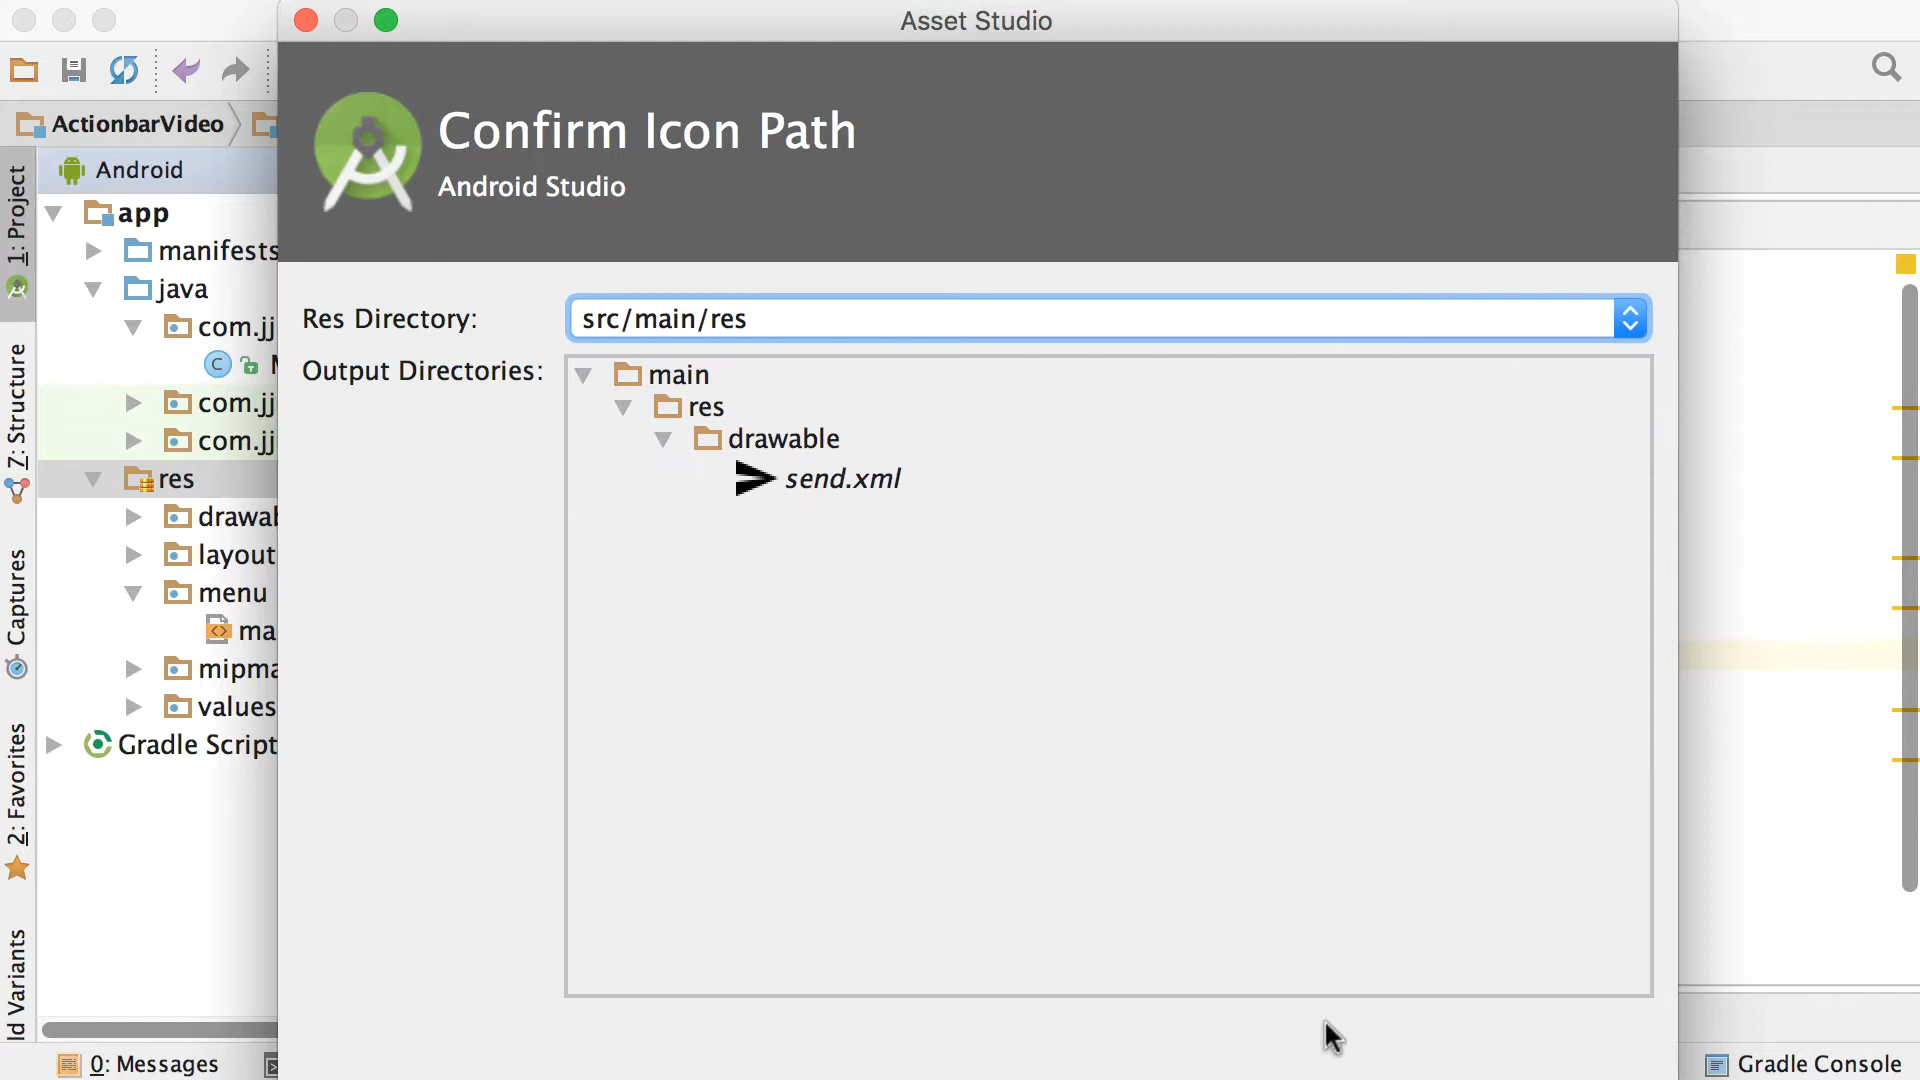 Asset Studio
ActionbarVideo
Confirm Icon Path
Android Studio
Android
app
manifests
java
com.jj
com.jj
com.jj
res
drawab
layout
menu
ma
mipma
values
Gradle Script
1: Project
7: Structure
Captures
2: Favorites
ld Variants
Res Directory:
src/main/res
Output Directories:
main
res
drawable
send.xml
0: Messages
Gradle Console